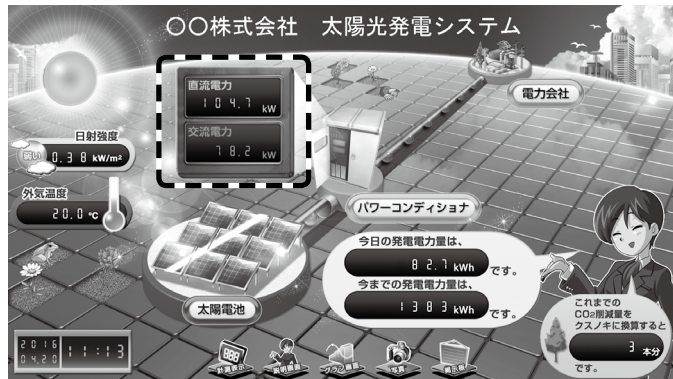 〇〇株式会社　太陽光発電システム
直流電力
104.7 kW
交流電力
78.2 kW
電力会社
日射強度
弱い
0.38 kW/m²
外気温度
20.0 ℃
パワーコンディショナ
太陽電池
今日の発電電力量は、
82.7 kWh です。
今までの発電電力量は、
1383 kWh です。
これまでの
CO₂削減量を
クスノキに換算すると
3 本分
です。
2016
04.20
11:13
計測表示
説明画面
グラフ画面
写真
掲示板